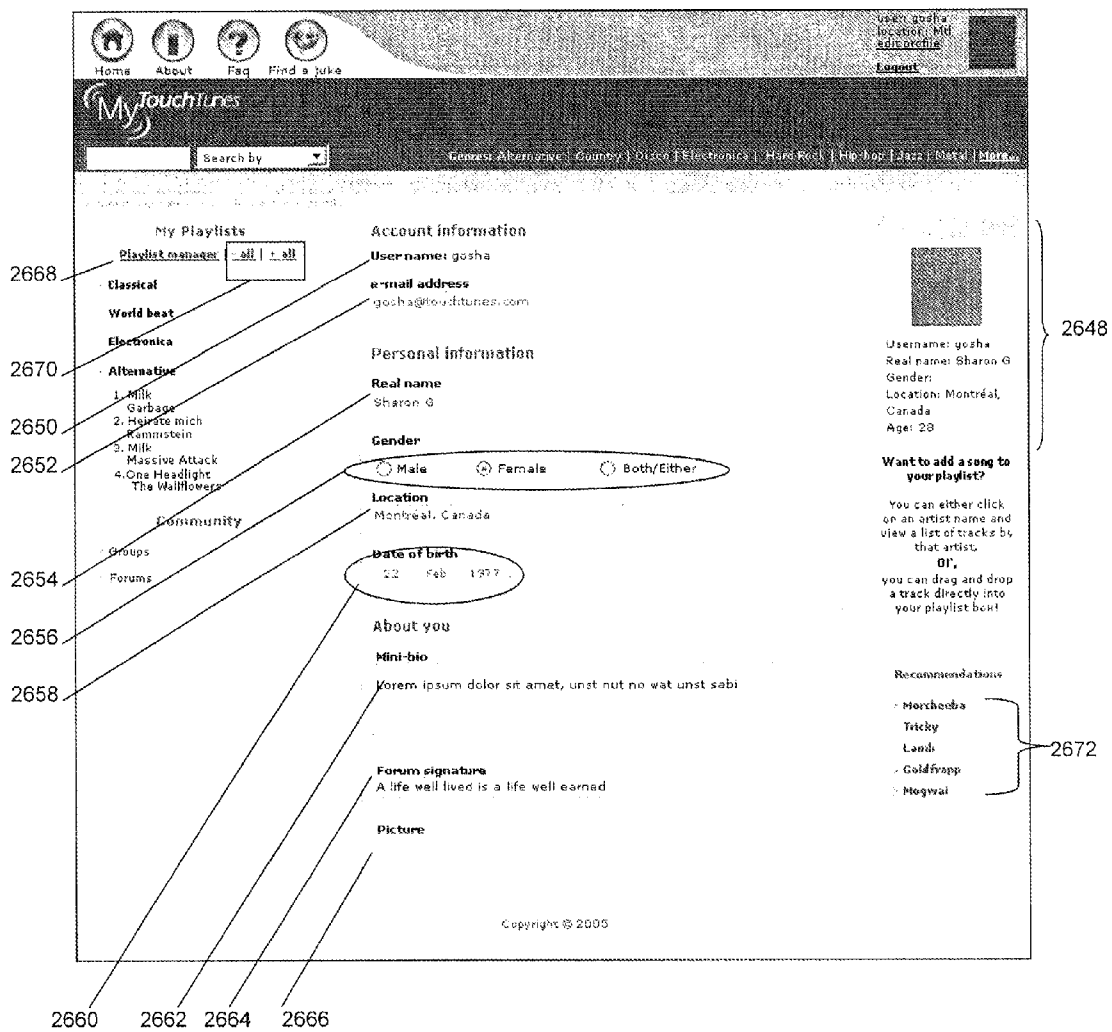 user: gosha
location: Mtl
edit profile
Logout
Home About Faq Find a juke
My TouchTunes
Search by
Genres: Alternative | Country | Disco | Electronica | Hard Rock | Hip-hop | Jazz | Metal | More...
My Playlists
Playlist manager | - all | + all
Classical
World beat
Electronica
Alternative
1. Milk
Garbage
2. Heirate mich
Rammstein
3. Milk
Massive Attack
4. One Headlight
The Wallflowers
Community
Groups
Forums
Account information
Username: gosha
e-mail address
gosha@touchtunes.com
Personal information
Real name
Sharon G
Gender
Male Female Both/Either
Location
Montréal, Canada
Date of birth
22 Feb 1977
About you
Mini-bio
Lorem ipsum dolor sit amet, unst nut no wat unst sabi
Forum signature
A life well lived is a life well earned
Picture
Username: gosha
Real name: Sharon G
Gender:
Location: Montréal,
Canada
Age: 28
Want to add a song to
your playlist?
You can either click
on an artist name and
view a list of tracks by
that artist.
or,
you can drag and drop
a track directly into
your playlist box!
Recommendations
Morcheeba
Tricky
Lamb
Goldfrapp
Mogwai
Copyright © 2005
2668
2670
2650
2652
2654
2656
2658
2660 2662 2664 2666
2648
2672